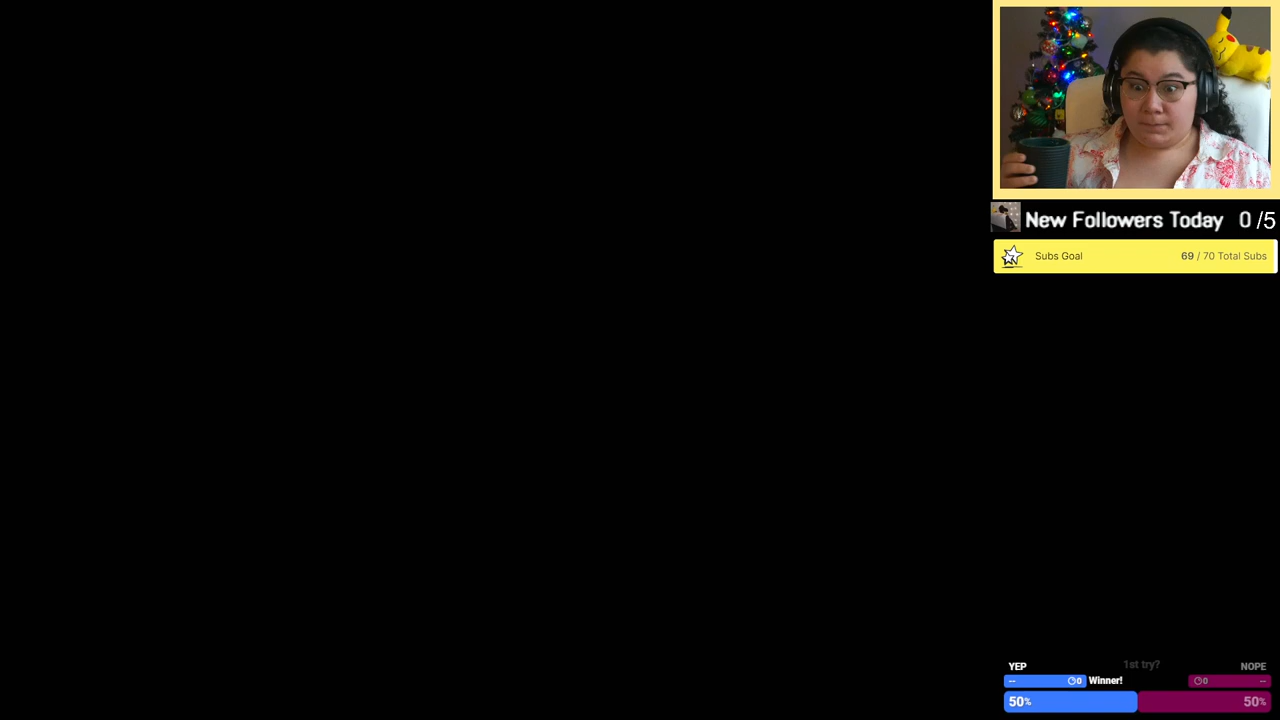 New Followers Today 0 /5
Subs Goal 69 / 70 Total Subs
1st try?
YEP NOPE
-- 0 Winner! 0 --
50% 50%